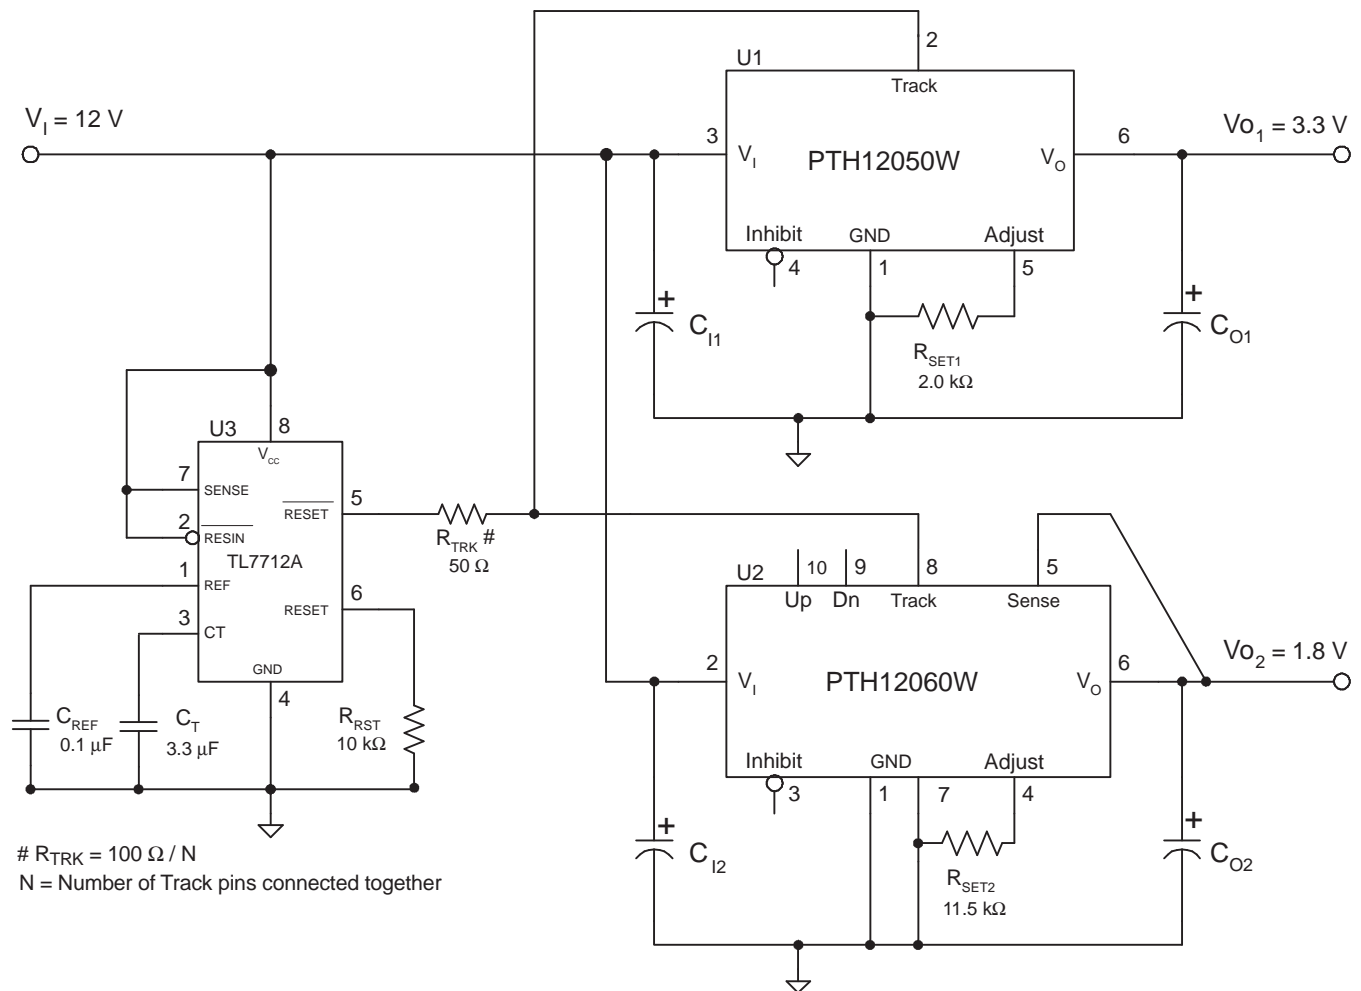 2
U1
Track
V_I = 12 V
3
V_I
PTH12050W
V_O
6
Vo_1 = 3.3 V
Inhibit
4
GND
1
Adjust
5
+
C_I1
R_SET1
2.0 kΩ
+
C_O1
U3
8
V_CC
7
SENSE
2
RESIN
TL7712A
1
REF
3
CT
RESET
5
RESET
6
GND
4
R_TRK #
50 Ω
C_REF
0.1 μF
C_T
3.3 μF
R_RST
10 kΩ
U2
10
Up
9
Dn
8
Track
5
Sense
2
V_I
PTH12060W
V_O
6
Vo_2 = 1.8 V
Inhibit
3
GND
1
7
Adjust
4
+
C_I2
R_SET2
11.5 kΩ
+
C_O2
# R_TRK = 100 Ω / N
N = Number of Track pins connected together